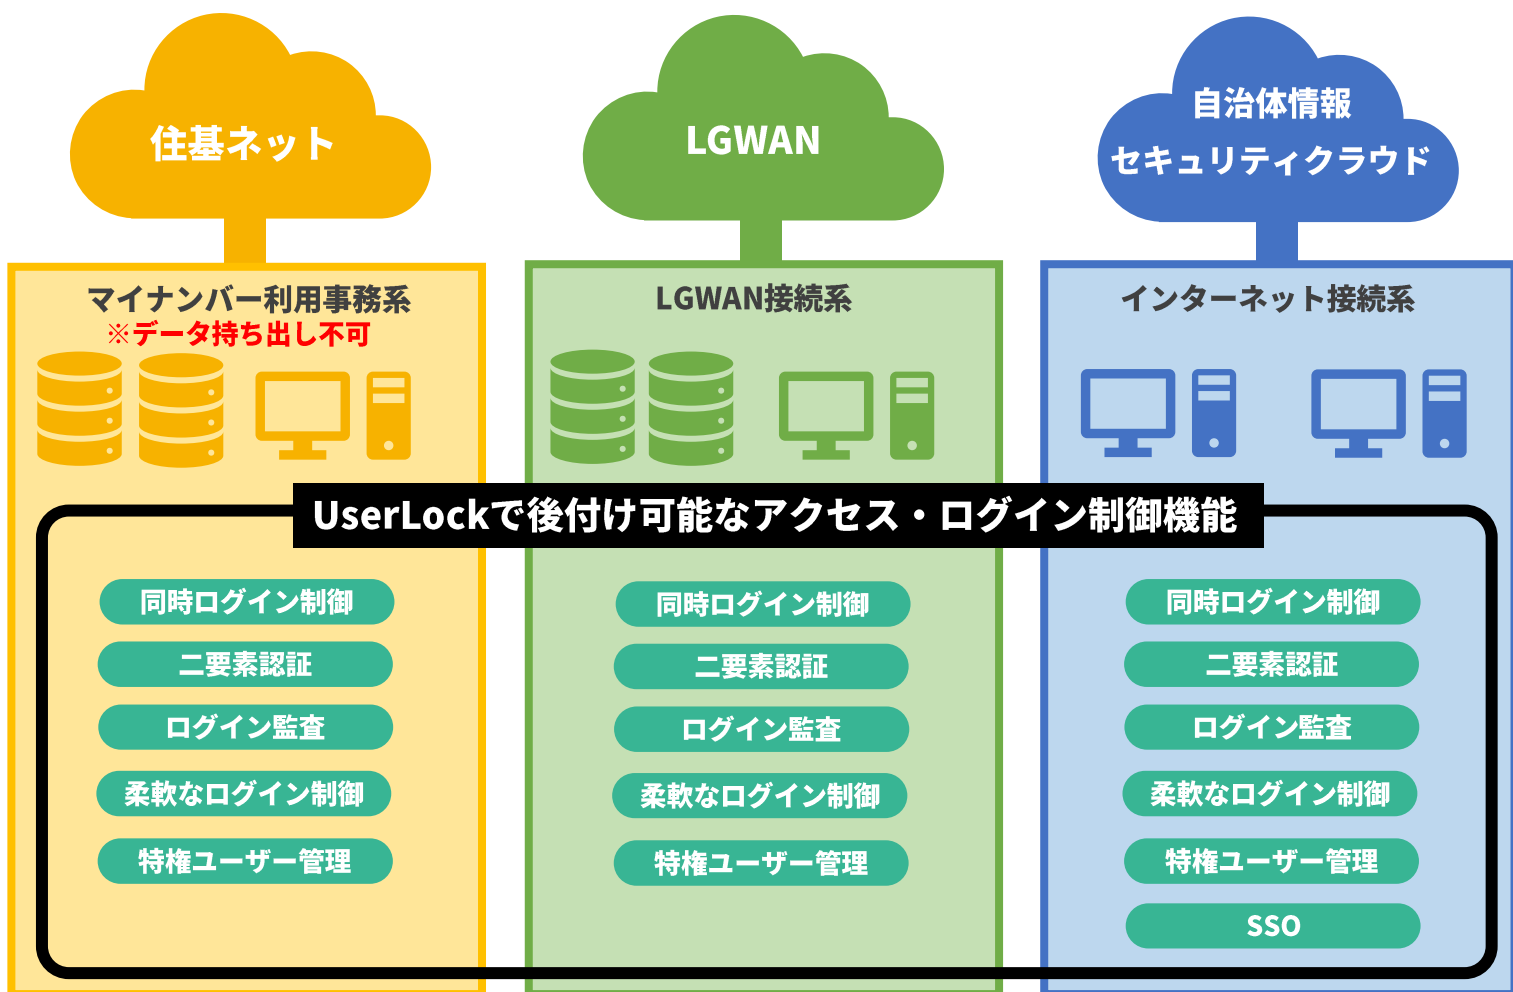 住基ネット
LGWAN
自治体情報
セキュリティクラウド
マイナンバー利用事務系
※データ持ち出し不可
LGWAN接続系
インターネット接続系
UserLockで後付け可能なアクセス・ログイン制御機能
同時ログイン制御
二要素認証
ログイン監査
柔軟なログイン制御
特権ユーザー管理
同時ログイン制御
二要素認証
ログイン監査
柔軟なログイン制御
特権ユーザー管理
同時ログイン制御
二要素認証
ログイン監査
柔軟なログイン制御
特権ユーザー管理
SSO